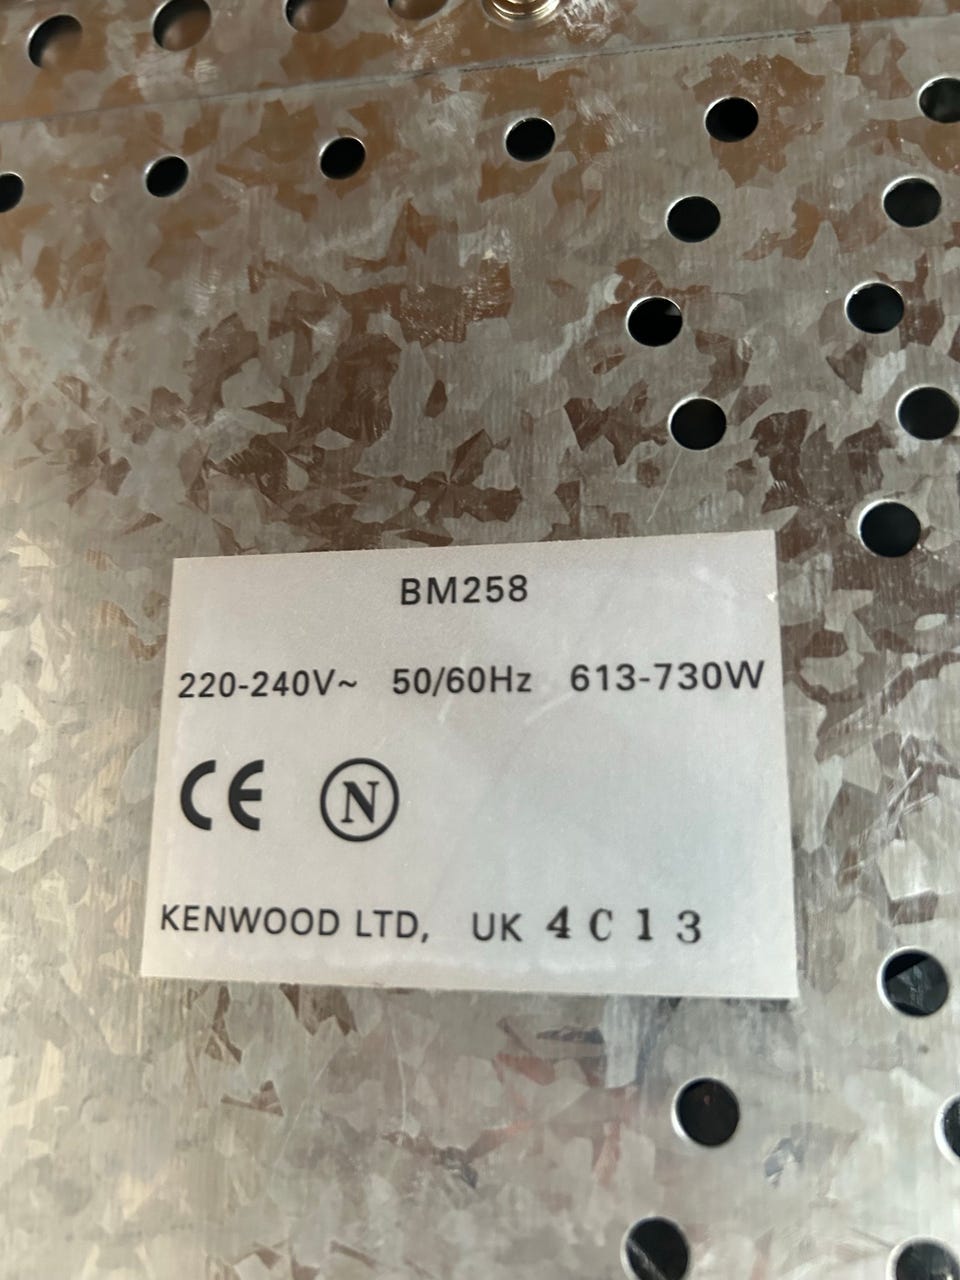 BM258
220-240V~ 50/60Hz 613-730W
CE N
KENWOOD LTD, UK 4C13